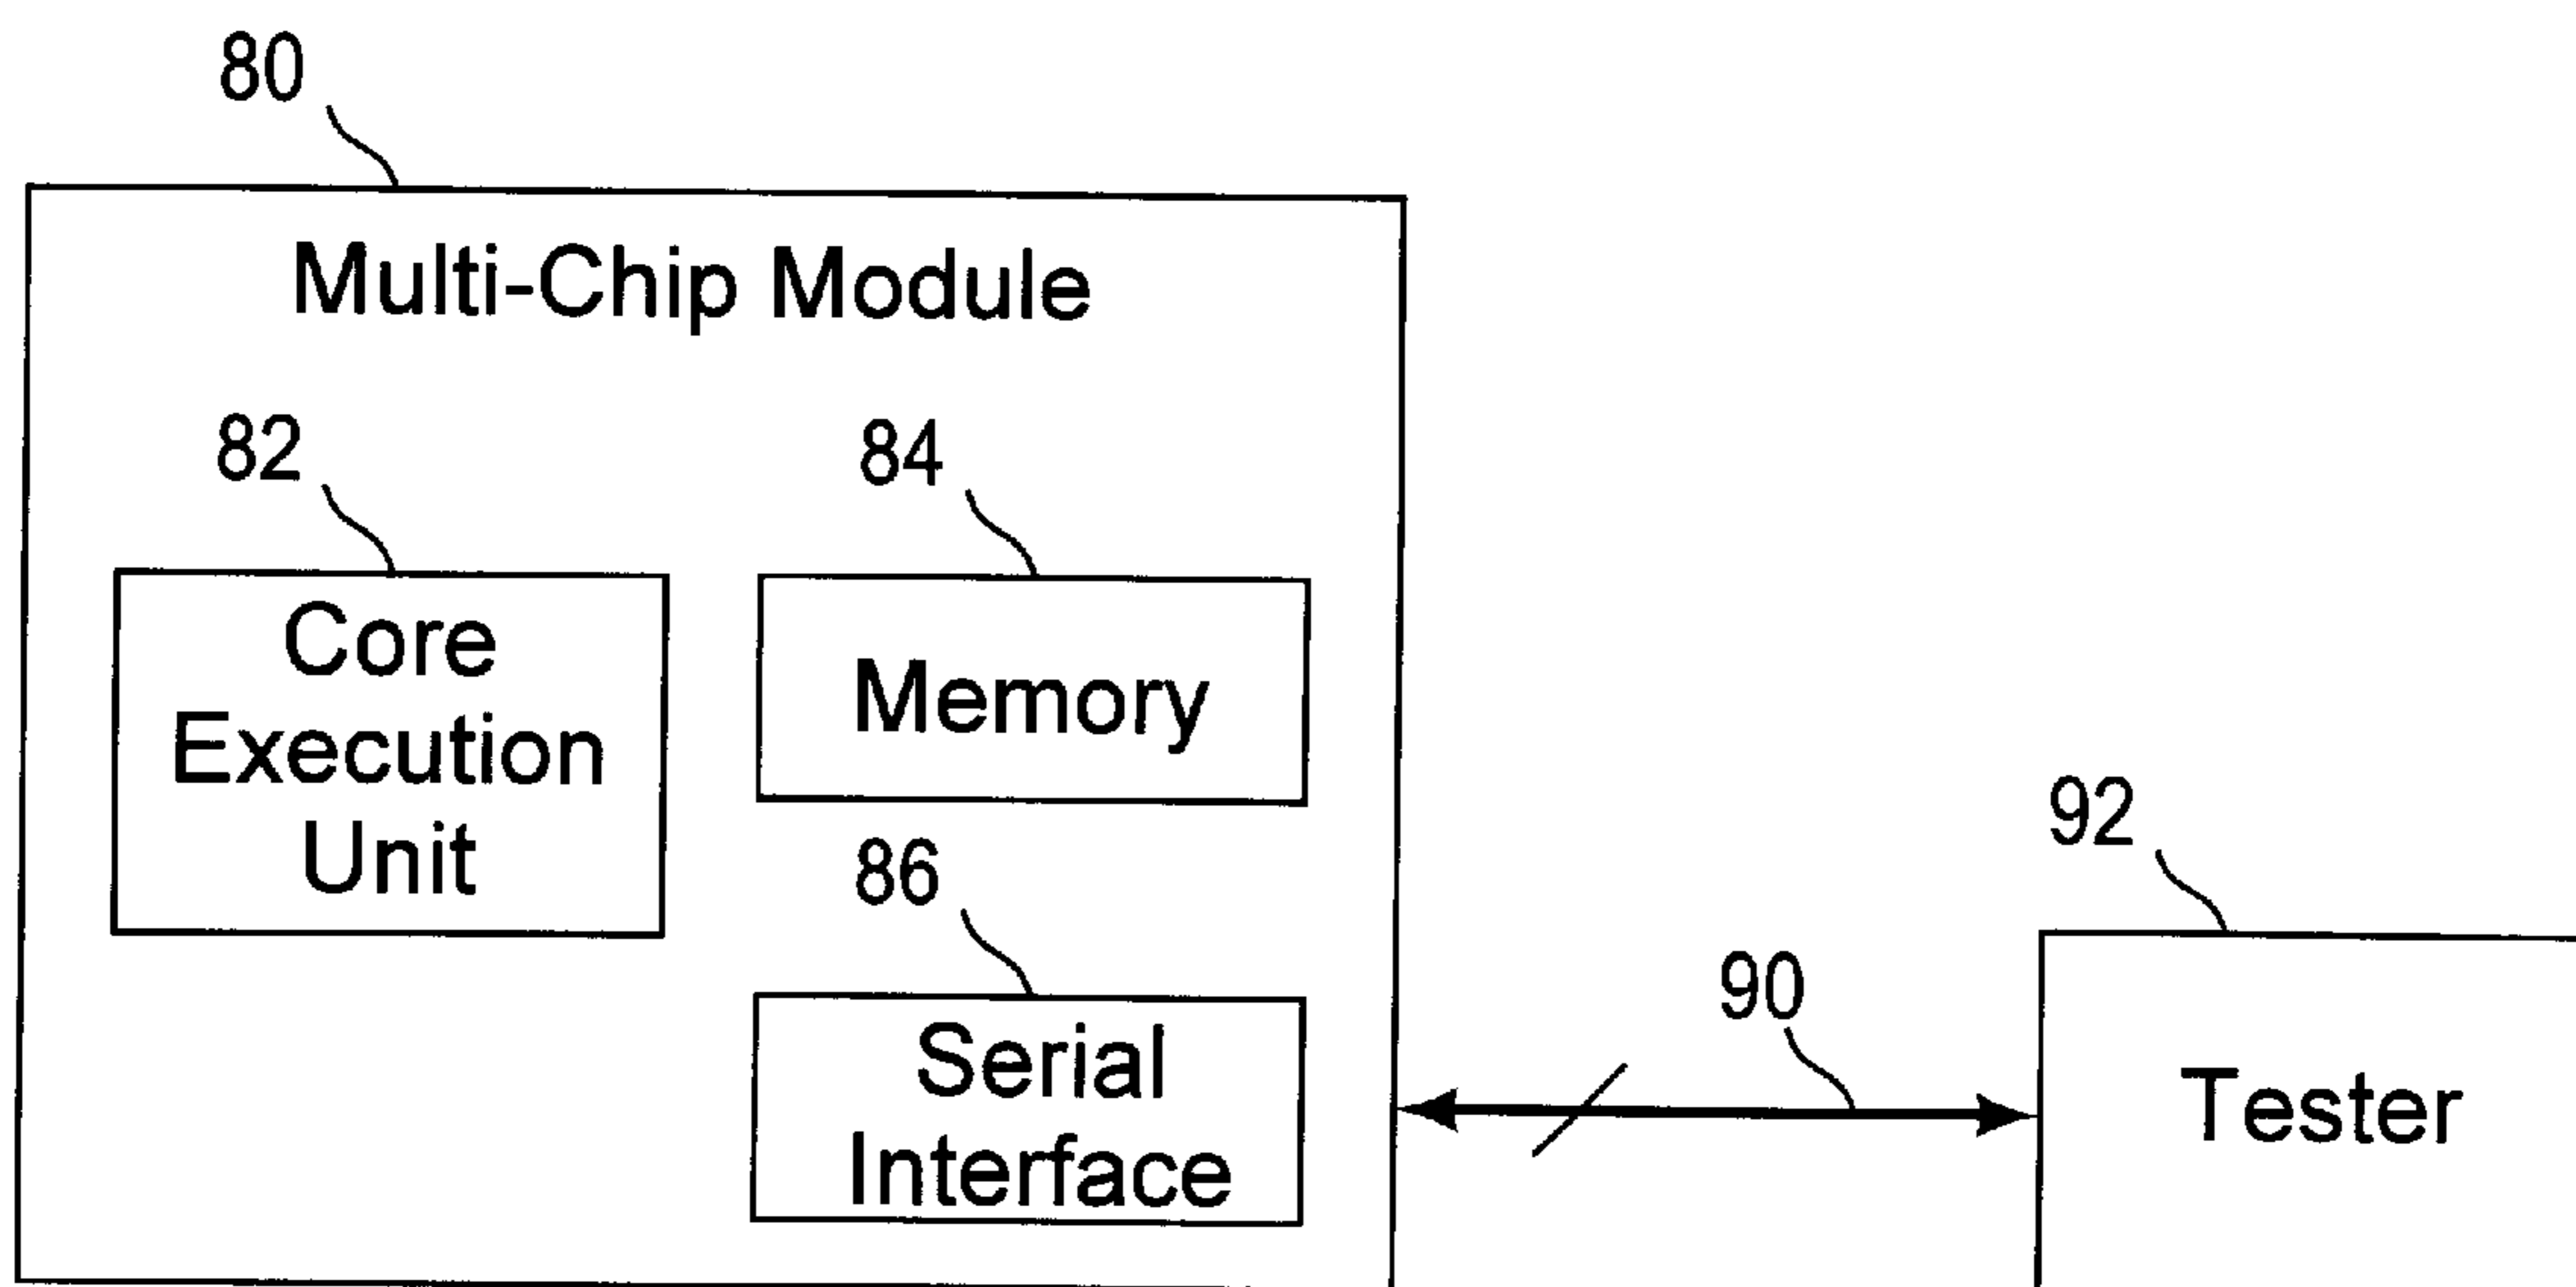 80
Multi-Chip Module
82
84
Core
Execution
Unit
Memory
86
Serial
Interface
90
92
Tester